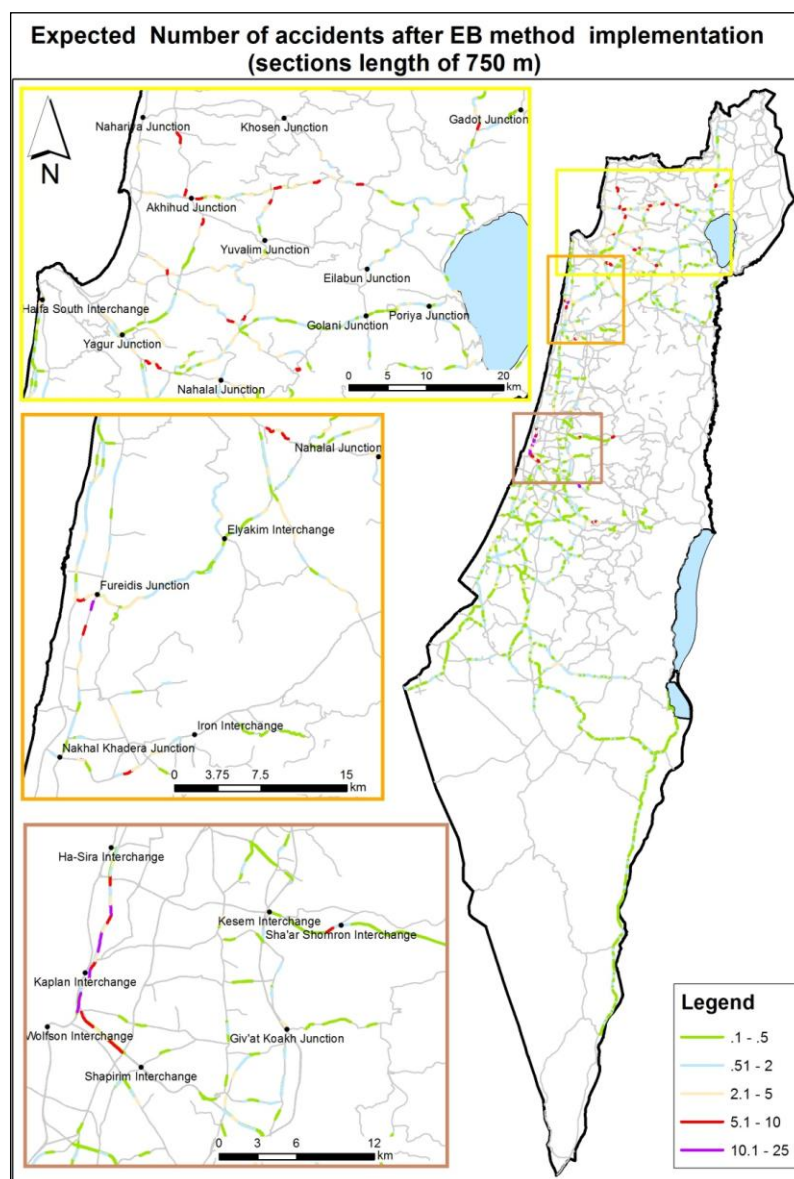 Expected Number of accidents after EB method implementation
(sections length of 750 m)
N
Nahariya Junction
Khosen Junction
Gadot Junction
Akhihud Junction
Yuvalim Junction
Eilabun Junction
Haifa South Interchange
Golani Junction
Poriya Junction
Yagur Junction
Nahalal Junction
0 5 10 20
km
Nahalal Junction
Elyakim Interchange
Fureidis Junction
Iron Interchange
Nakhal Khadera Junction
0 3.75 7.5 15
km
Ha-Sira Interchange
Kesem Interchange
Sha'ar Shomron Interchange
Kaplan Interchange
Wolfson Interchange
Giv'at Koakh Junction
Shapirim Interchange
0 3 6 12
km
Legend
.1 - .5
.51 - 2
2.1 - 5
5.1 - 10
10.1 - 25